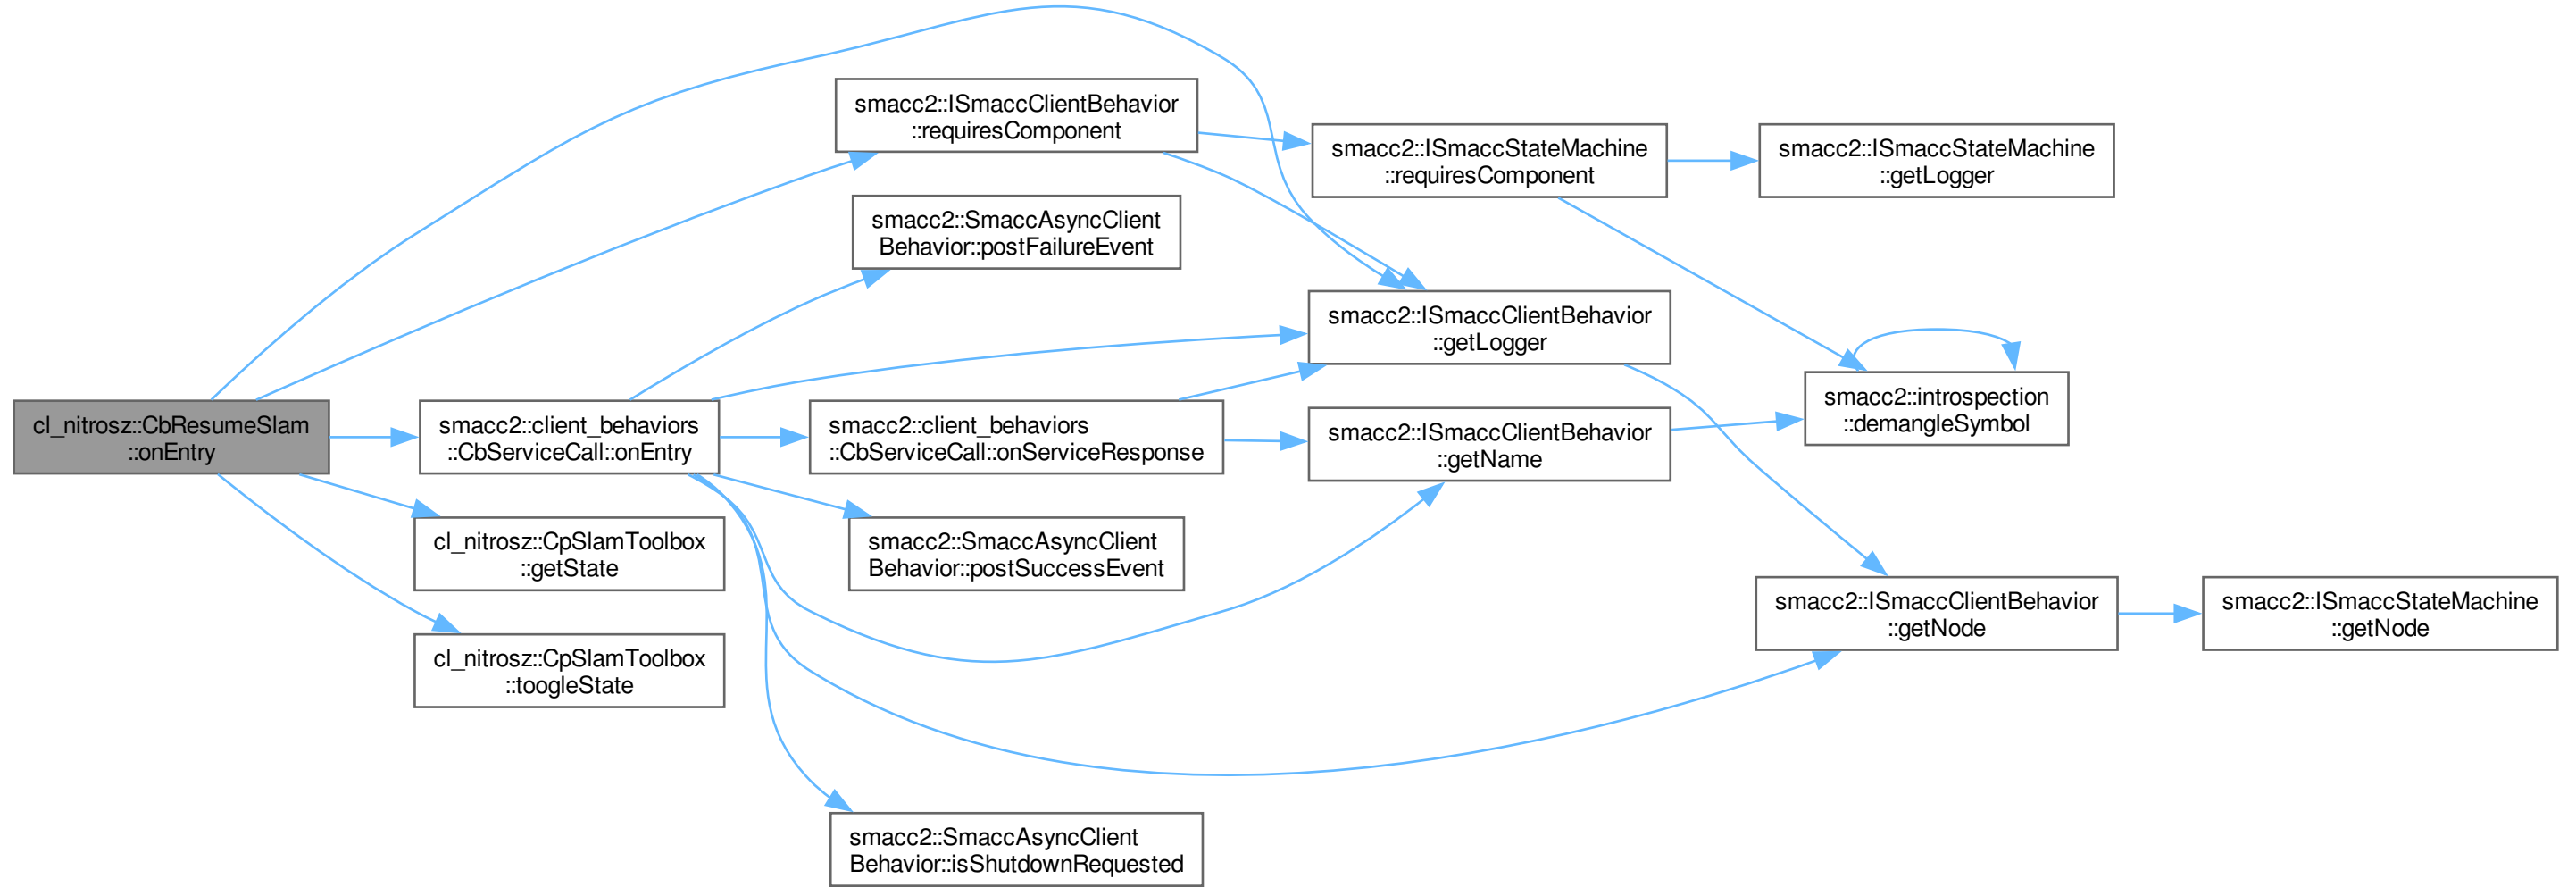 cl_nitrosz::CbResumeSlam
::onEntry
smacc2::ISmaccClientBehavior
::requiresComponent
smacc2::SmaccAsyncClient
Behavior::postFailureEvent
smacc2::client_behaviors
::CbServiceCall::onEntry
cl_nitrosz::CpSlamToolbox
::getState
cl_nitrosz::CpSlamToolbox
::toogleState
smacc2::client_behaviors
::CbServiceCall::onServiceResponse
smacc2::SmaccAsyncClient
Behavior::postSuccessEvent
smacc2::SmaccAsyncClient
Behavior::isShutdownRequested
smacc2::ISmaccStateMachine
::requiresComponent
smacc2::ISmaccClientBehavior
::getLogger
smacc2::ISmaccClientBehavior
::getName
smacc2::ISmaccStateMachine
::getLogger
smacc2::introspection
::demangleSymbol
smacc2::ISmaccClientBehavior
::getNode
smacc2::ISmaccStateMachine
::getNode